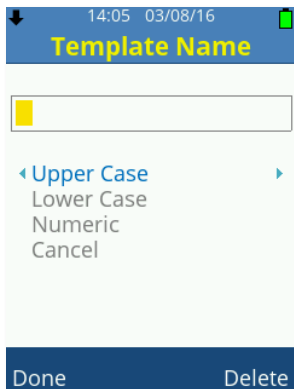 14:05 03/08/16
Template Name
Upper Case
Lower Case
Numeric
Cancel
Done Delete